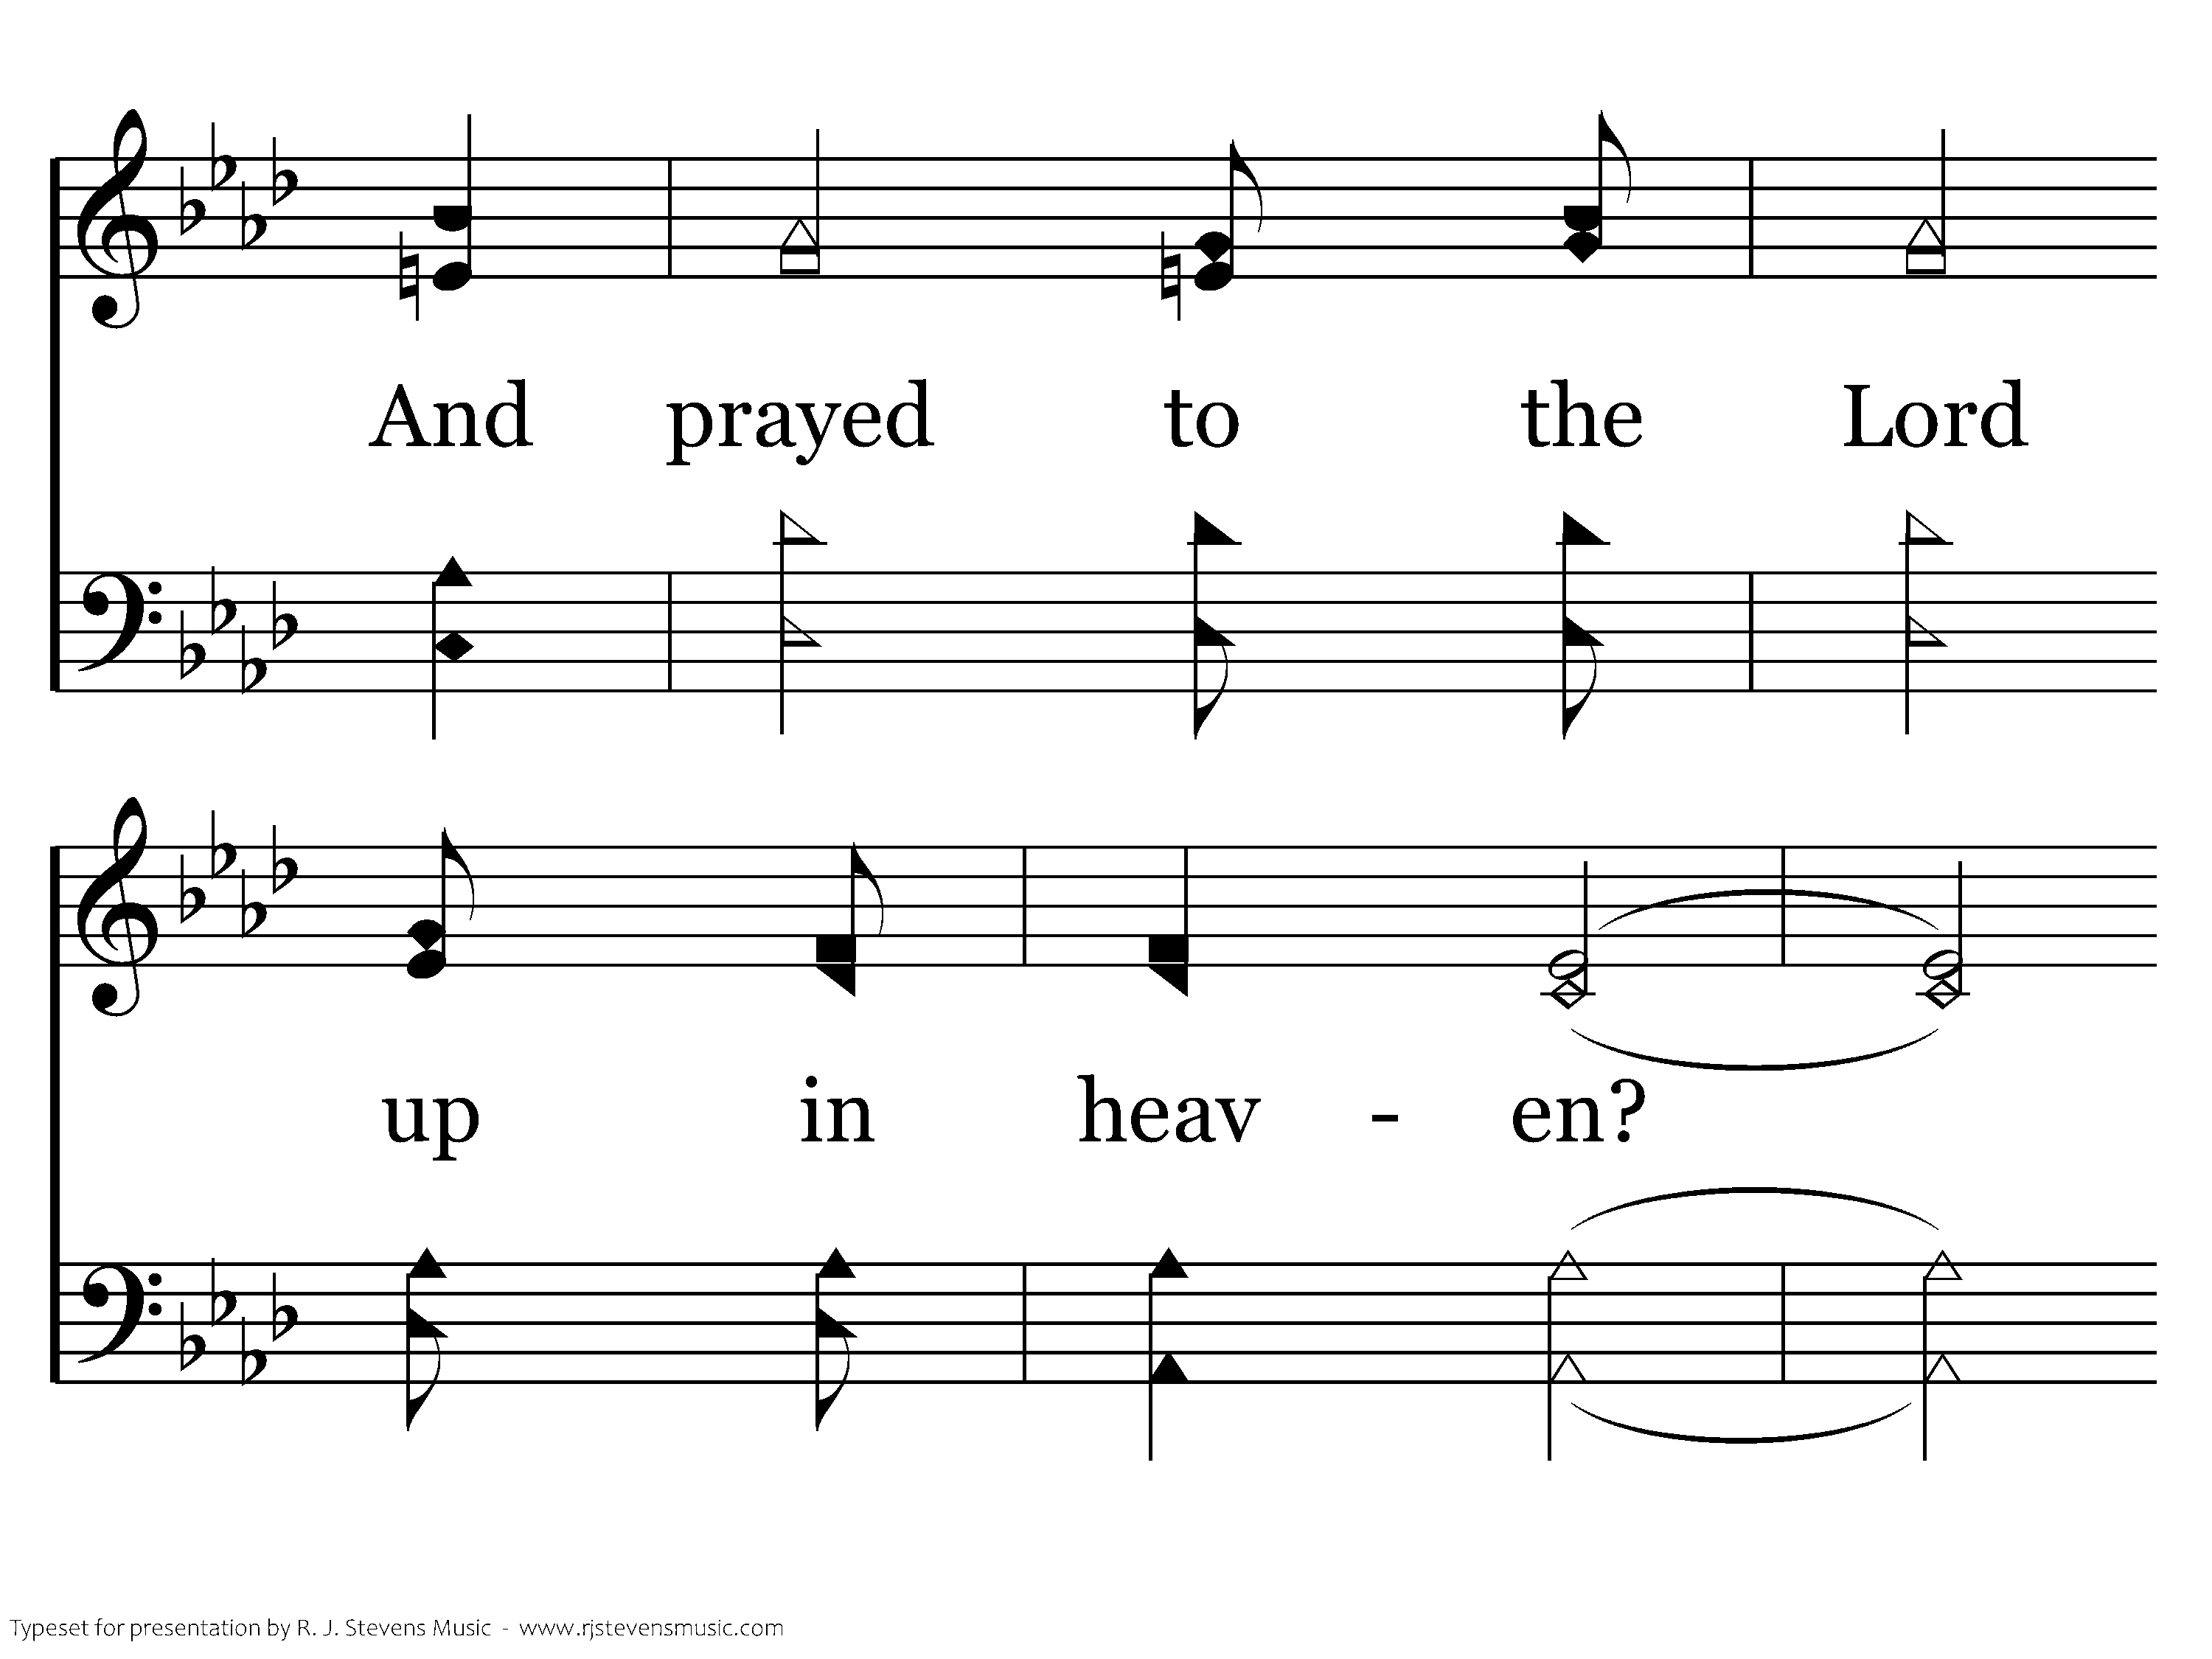 And prayed to the Lord
up in heav - en?
Typeset for presentation by R. J. Stevens Music - www.rjstevensmusic.com